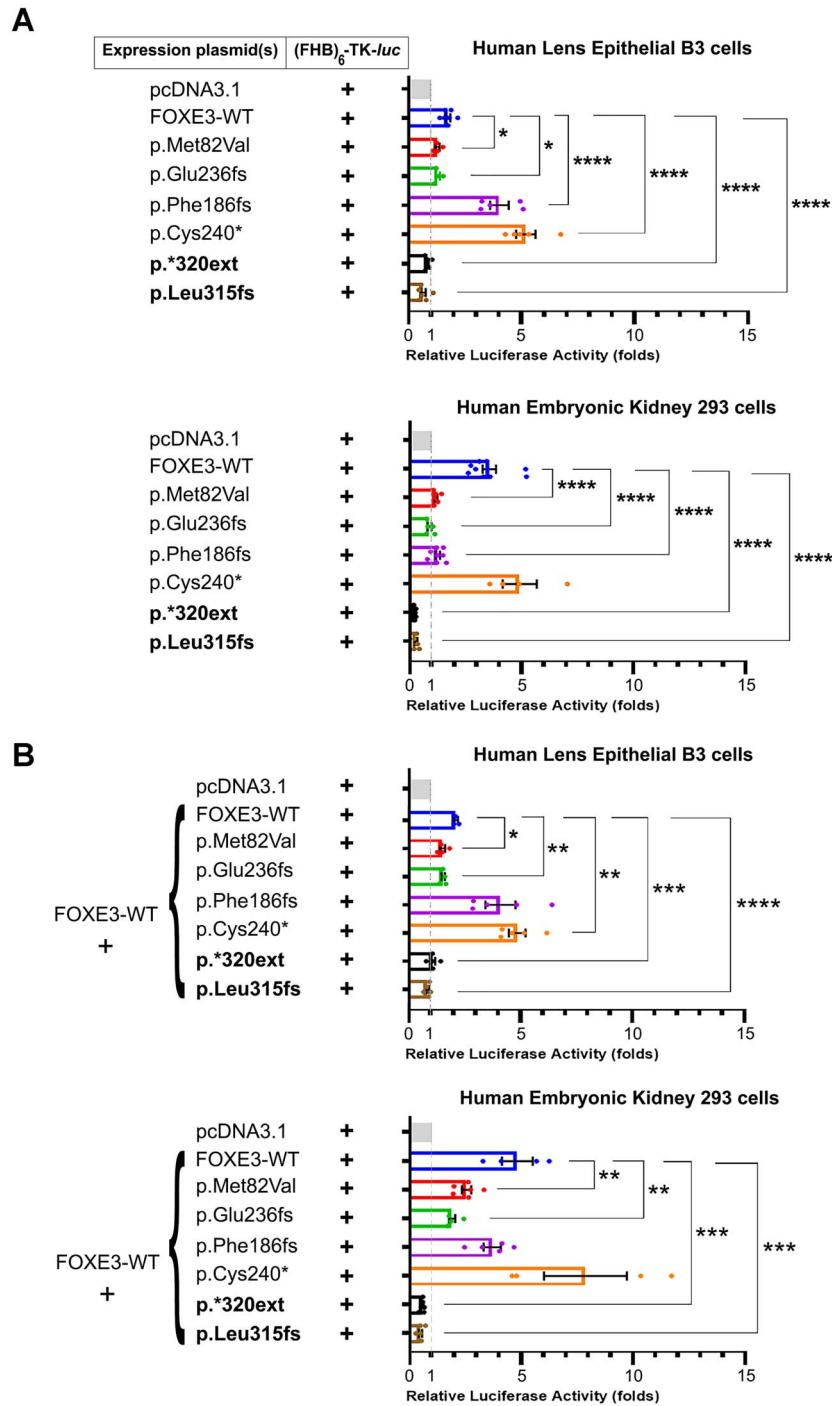 A
Expression plasmid(s) (FHB)6-TK-luc Human Lens Epithelial B3 cells
pcDNA3.1 +
FOXE3-WT +
p.Met82Val + *
p.Glu236fs + * ****
p.Phe186fs + ****
p.Cys240* + ****
p.*320ext + ****
p.Leu315fs +
0 1 5 10 15
Relative Luciferase Activity (folds)
Human Embryonic Kidney 293 cells
pcDNA3.1 +
FOXE3-WT +
p.Met82Val + ****
p.Glu236fs + ****
p.Phe186fs + ****
p.Cys240* + ****
p.*320ext + ****
p.Leu315fs +
0 1 5 10 15
Relative Luciferase Activity (folds)
B
Human Lens Epithelial B3 cells
pcDNA3.1 +
FOXE3-WT +
p.Met82Val + *
p.Glu236fs + **
p.Phe186fs + **
FOXE3-WT
+
p.Cys240* + ***
p.*320ext + ****
p.Leu315fs +
0 1 5 10 15
Relative Luciferase Activity (folds)
Human Embryonic Kidney 293 cells
pcDNA3.1 +
FOXE3-WT +
p.Met82Val + **
p.Glu236fs + **
p.Phe186fs + ***
FOXE3-WT
+
p.Cys240* + ***
p.*320ext +
p.Leu315fs +
0 1 5 10 15
Relative Luciferase Activity (folds)